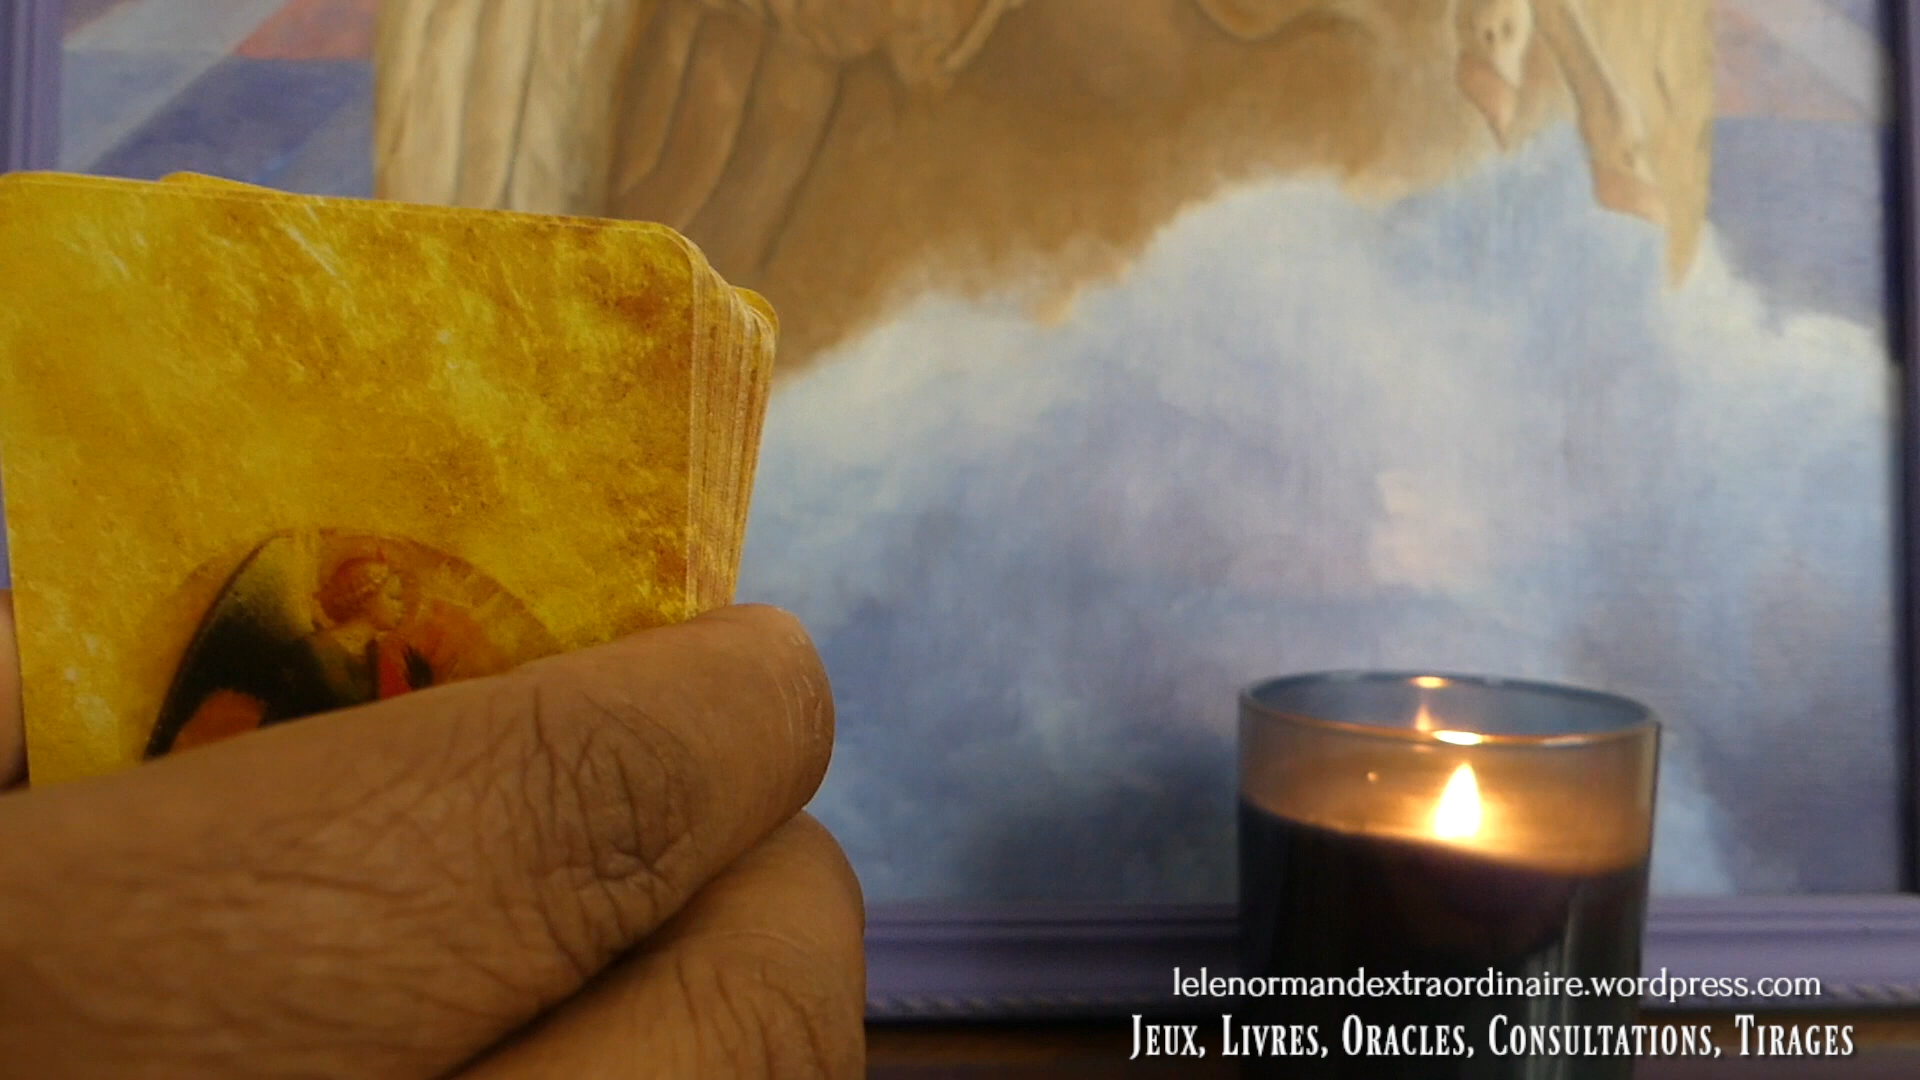 lelenormandextraordinaire.wordpress.com
Jeux, Livres, Oracles, Consultations, Tirages